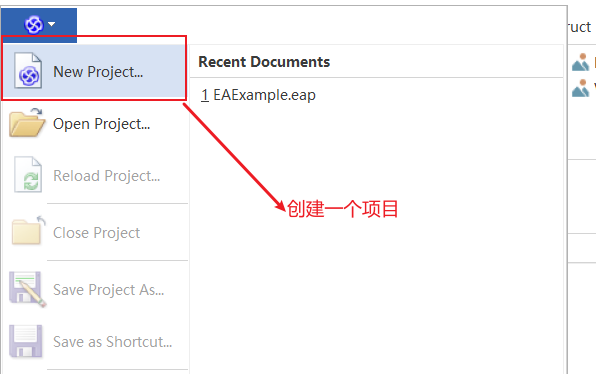 ruct
New Project...
Recent Documents
1 EAExample.eap
Open Project...
Reload Project...
创建一个项目
Close Project
Save Project As...
Save as Shortcut...